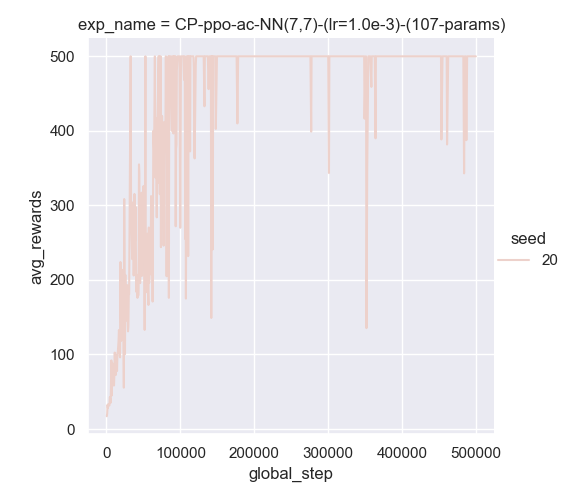 exp_name = CP-ppo-ac-NN(7,7)-(lr=1.0e-3)-(107-params)
500
400
300
200
100
0
avg_rewards
seed
20
0 100000 200000 300000 400000 500000
global_step